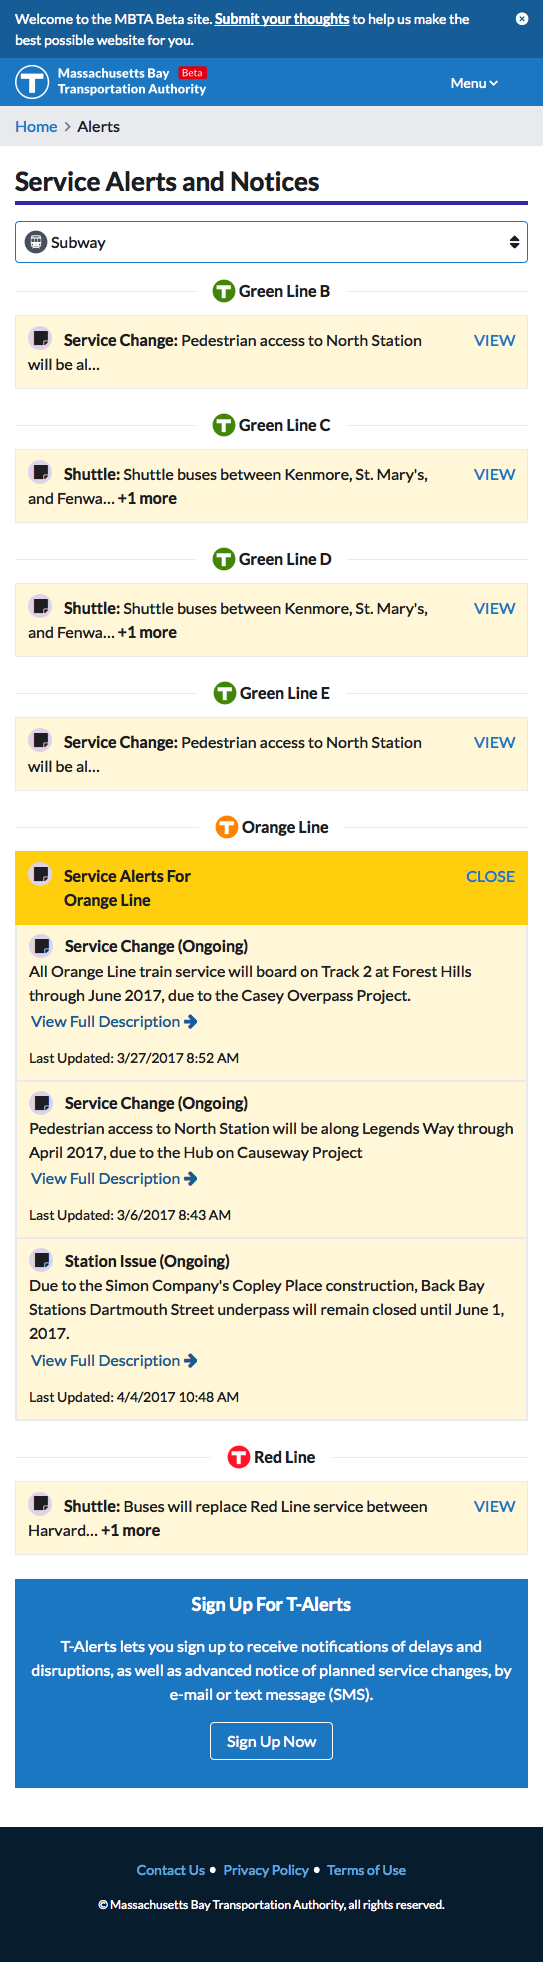 Welcome to the MBTA Beta site. Submit your thoughts to help us make the
best possible website for you.
Massachusetts Bay Beta
Transportation Authority
Menu
Home > Alerts
Service Alerts and Notices
Subway
T Green Line B
Service Change: Pedestrian access to North Station VIEW
will be al...
T Green Line C
Shuttle: Shuttle buses between Kenmore, St. Mary's, VIEW
and Fenwa... +1 more
T Green Line D
Shuttle: Shuttle buses between Kenmore, St. Mary's, VIEW
and Fenwa... +1 more
T Green Line E
Service Change: Pedestrian access to North Station VIEW
will be al...
T Orange Line
Service Alerts For CLOSE
Orange Line
Service Change (Ongoing)
All Orange Line train service will board on Track 2 at Forest Hills
through June 2017, due to the Casey Overpass Project.
View Full Description
Last Updated: 3/27/2017 8:52 AM
Service Change (Ongoing)
Pedestrian access to North Station will be along Legends Way through
April 2017, due to the Hub on Causeway Project
View Full Description
Last Updated: 3/6/2017 8:43 AM
Station Issue (Ongoing)
Due to the Simon Company's Copley Place construction, Back Bay
Stations Dartmouth Street underpass will remain closed until June 1,
2017.
View Full Description
Last Updated: 4/4/2017 10:48 AM
T Red Line
Shuttle: Buses will replace Red Line service between VIEW
Harvard... +1 more
Sign Up For T-Alerts
T-Alerts lets you sign up to receive notifications of delays and
disruptions, as well as advanced notice of planned service changes, by
e-mail or text message (SMS).
Sign Up Now
Contact Us • Privacy Policy • Terms of Use
© Massachusetts Bay Transportation Authority, all rights reserved.